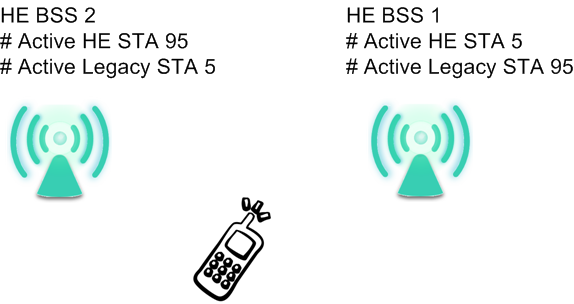 HE BSS 2
# Active HE STA 95
# Active Legacy STA 5
HE BSS 1
# Active HE STA 5
# Active Legacy STA 95